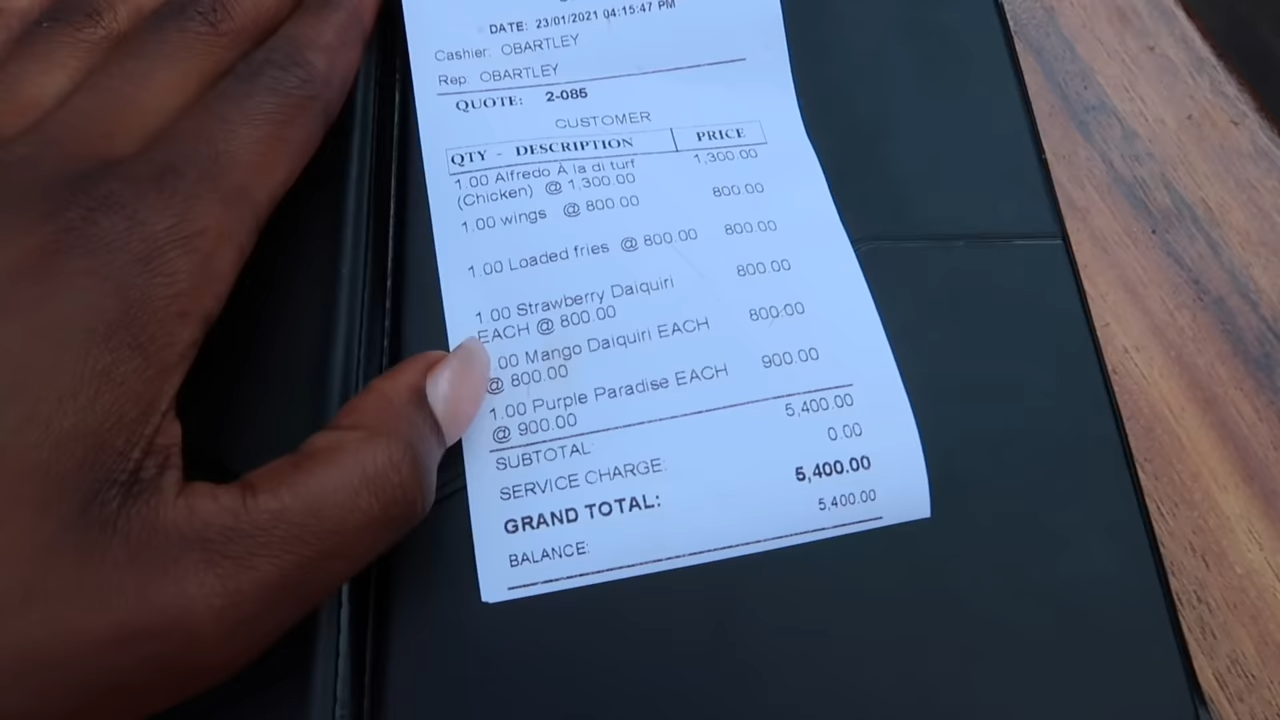 DATE: 23/01/2021 04:15:47 PM
Cashier: OBARTLEY
Rep: OBARTLEY
QUOTE: 2-085
CUSTOMER
QTY - DESCRIPTION PRICE
1.00 Alfredo À la di turf 1,300.00
(Chicken) @ 1,300.00
1.00 wings @ 800.00 800.00
1.00 Loaded fries @ 800.00 800.00
1.00 Strawberry Daiquiri 800.00
EACH @ 800.00
.00 Mango Daiquiri EACH 800.00
@ 800.00
1.00 Purple Paradise EACH 900.00
@ 900.00
SUBTOTAL: 5,400.00
SERVICE CHARGE: 0.00
GRAND TOTAL: 5,400.00
BALANCE: 5,400.00